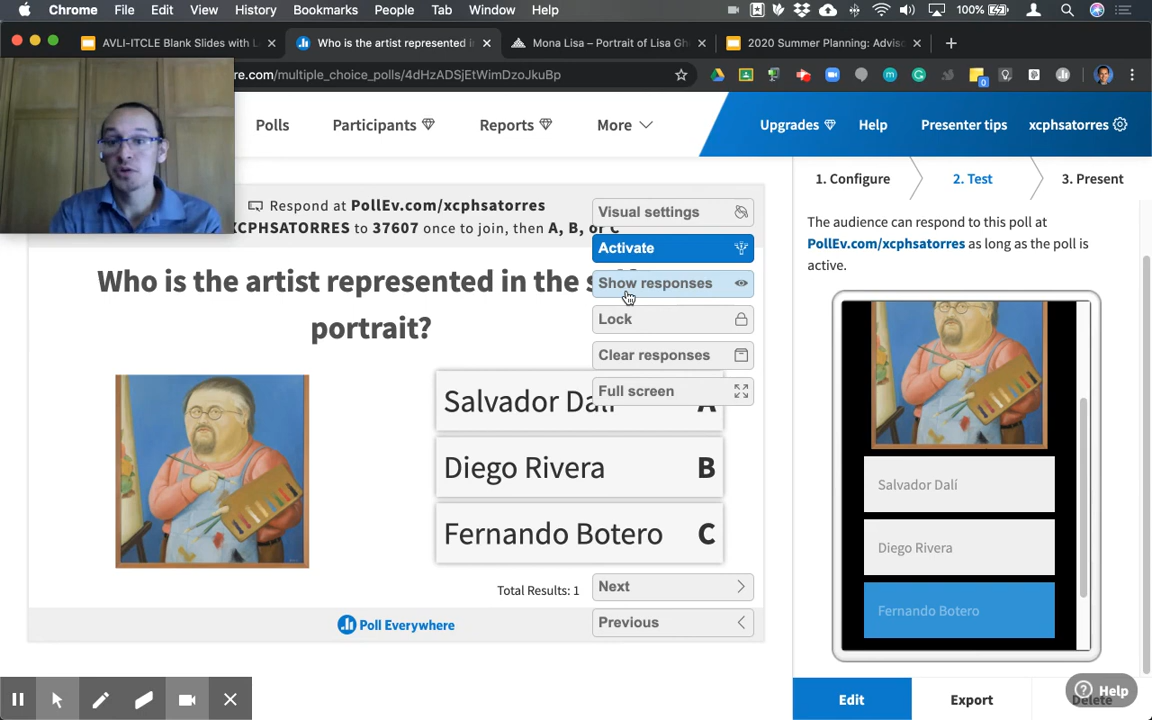 Chrome File Edit View History Bookmarks People Tab Window Help 100%
AVLI-ITCLE Blank Slides with L
Who is the artist represented i
Mona Lisa – Portrait of Lisa Gh
2020 Summer Planning: Advis
re.com/multiple_choice_polls/4dHzADSjEtWimDzoJkuBp
0
Polls Participants Reports More
Upgrades Help Presenter tips xcphsatorres
1. Configure 2. Test 3. Present
Respond at PollEv.com/xcphsatorres
XCPHSATORRES to 37607 once to join, then A, B, or C
Who is the artist represented in the
portrait?
Visual settings
Activate
Show responses
Lock
Clear responses
Full screen
Salvador Dalí A
Diego Rivera B
Fernando Botero C
Total Results: 1
Next
Previous
Poll Everywhere
The audience can respond to this poll at
PollEv.com/xcphsatorres as long as the poll is
active.
Salvador Dalí
Diego Rivera
Fernando Botero
Edit Export Delete
Help